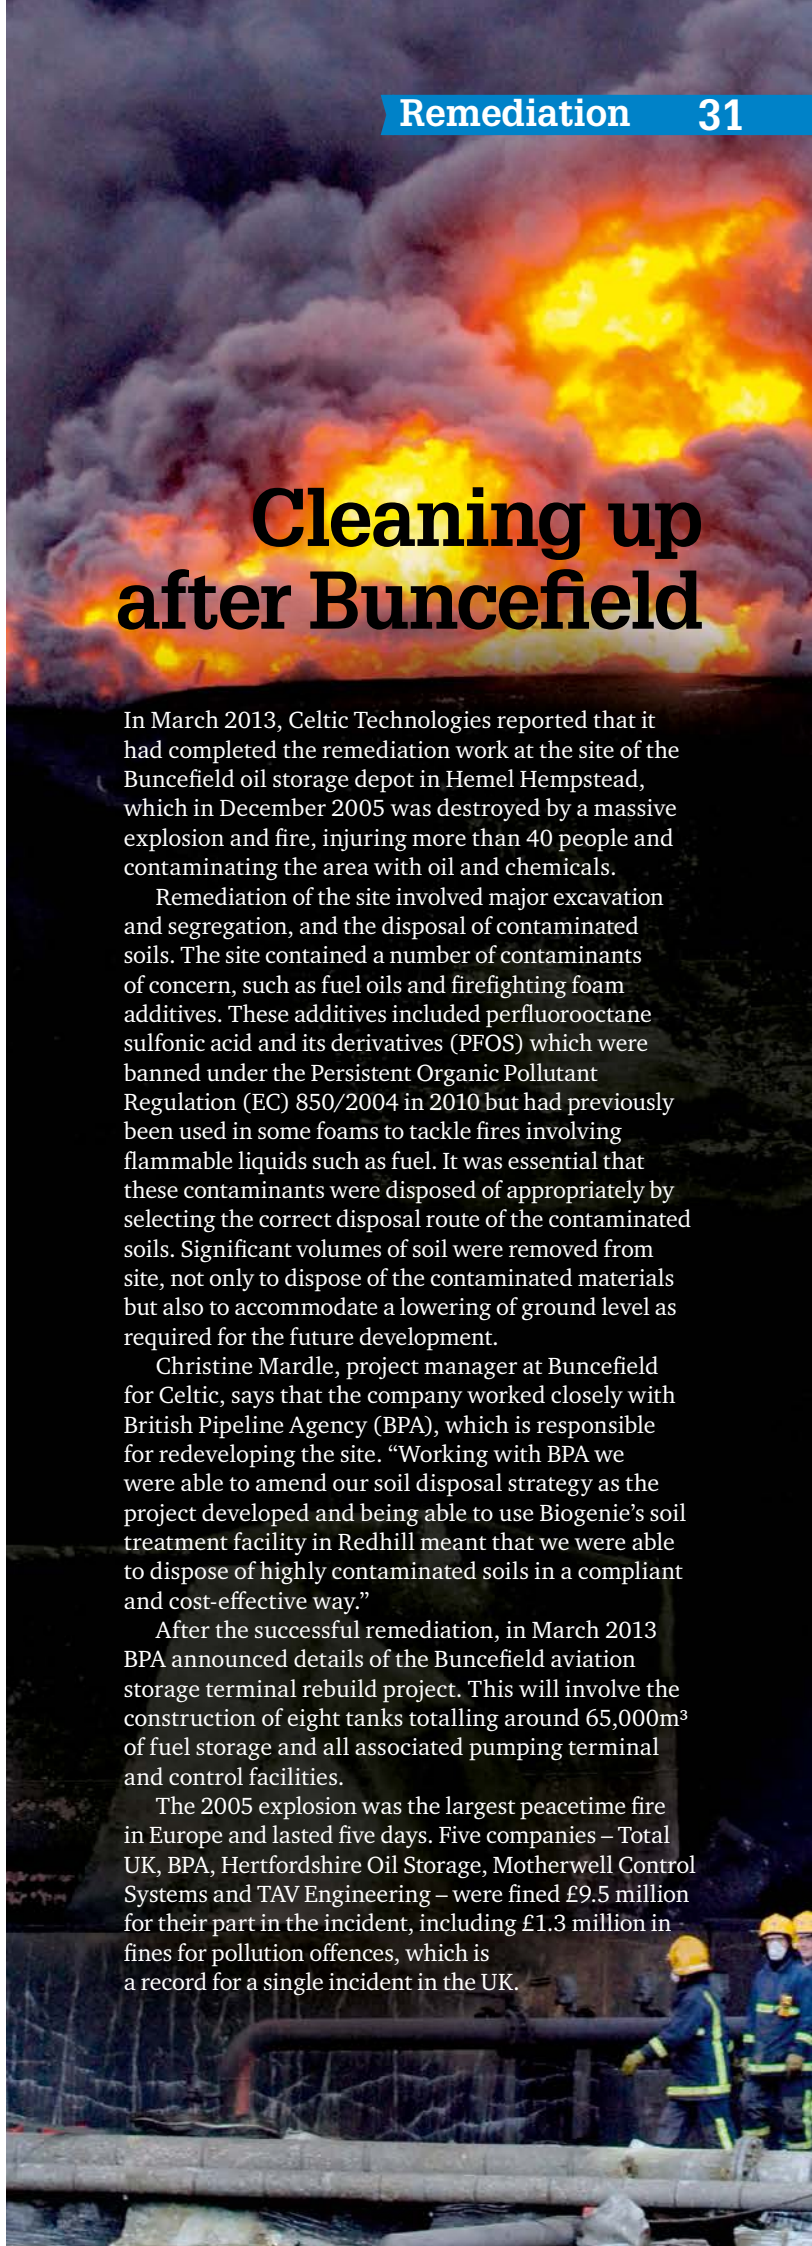 Remediation 31
Cleaning up
after Buncefield
In March 2013, Celtic Technologies reported that it
had completed the remediation work at the site of the
Buncefield oil storage depot in Hemel Hempstead,
which in December 2005 was destroyed by a massive
explosion and fire, injuring more than 40 people and
contaminating the area with oil and chemicals.
Remediation of the site involved major excavation
and segregation, and the disposal of contaminated
soils. The site contained a number of contaminants
of concern, such as fuel oils and firefighting foam
additives. These additives included perfluorooctane
sulfonic acid and its derivatives (PFOS) which were
banned under the Persistent Organic Pollutant
Regulation (EC) 850/2004 in 2010 but had previously
been used in some foams to tackle fires involving
flammable liquids such as fuel. It was essential that
these contaminants were disposed of appropriately by
selecting the correct disposal route of the contaminated
soils. Significant volumes of soil were removed from
site, not only to dispose of the contaminated materials
but also to accommodate a lowering of ground level as
required for the future development.
Christine Mardle, project manager at Buncefield
for Celtic, says that the company worked closely with
British Pipeline Agency (BPA), which is responsible
for redeveloping the site. “Working with BPA we
were able to amend our soil disposal strategy as the
project developed and being able to use Biogenie’s soil
treatment facility in Redhill meant that we were able
to dispose of highly contaminated soils in a compliant
and cost-effective way.”
After the successful remediation, in March 2013
BPA announced details of the Buncefield aviation
storage terminal rebuild project. This will involve the
construction of eight tanks totalling around 65,000m³
of fuel storage and all associated pumping terminal
and control facilities.
The 2005 explosion was the largest peacetime fire
in Europe and lasted five days. Five companies – Total
UK, BPA, Hertfordshire Oil Storage, Motherwell Control
Systems and TAV Engineering – were fined £9.5 million
for their part in the incident, including £1.3 million in
fines for pollution offences, which is
a record for a single incident in the UK.